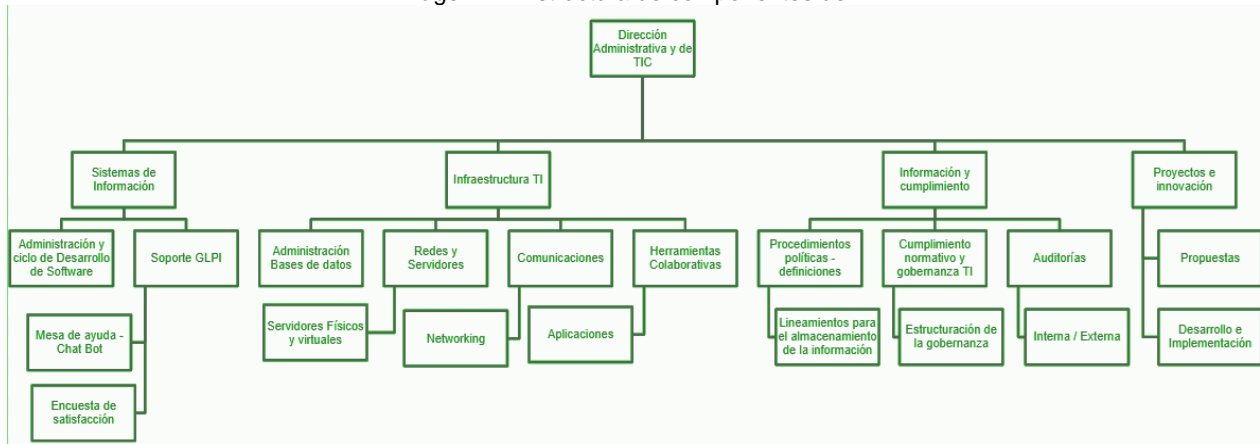 Dirección
Administrativa y de
TIC
Sistemas de
Información
Infraestructura TI
Información y
cumplimiento
Proyectos e
innovación
Administración y
ciclo de Desarrollo
de Software
Soporte GLPI
Administración
Bases de datos
Redes y
Servidores
Comunicaciones
Herramientas
Colaborativas
Procedimientos
políticas -
definiciones
Cumplimiento
normativo y
gobernanza TI
Auditorías
Propuestas
Mesa de ayuda -
Chat Bot
Servidores Físicos
y virtuales
Networking
Aplicaciones
Lineamientos para
el almacenamiento
de la información
Estructuración de
la gobernanza
Interna / Externa
Desarrollo e
Implementación
Encuesta de
satisfacción